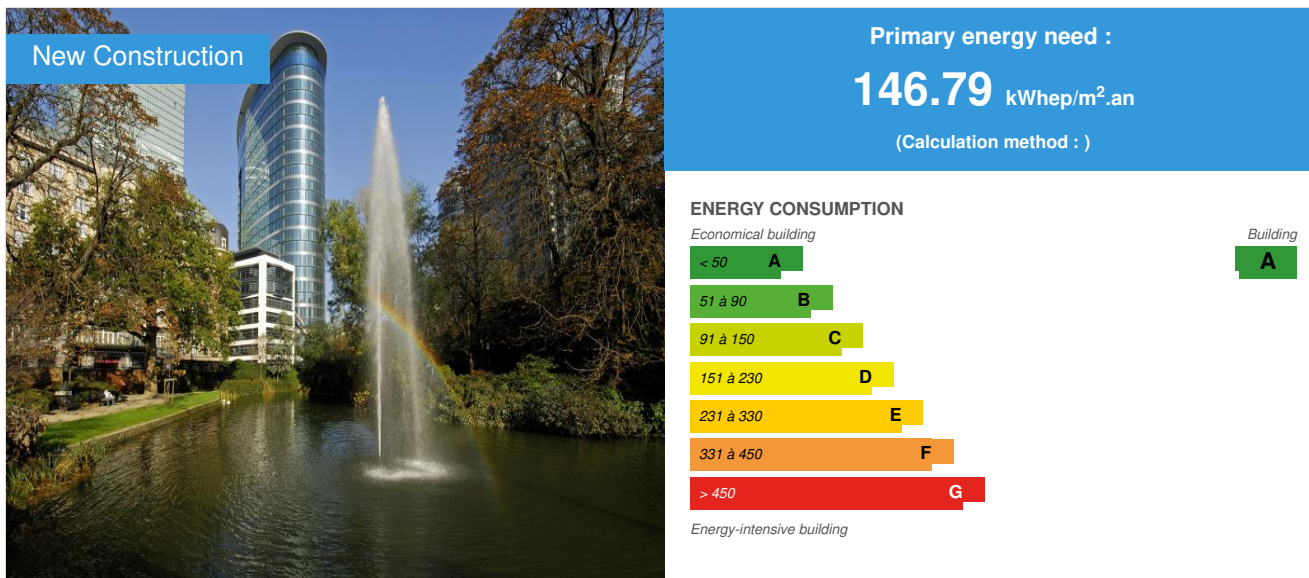 New Construction
Primary energy need :
146.79 kWhep/m².an
(Calculation method : )
ENERGY CONSUMPTION
Economical building
Building
< 50 A
A
51 à 90 B
91 à 150 C
151 à 230 D
231 à 330 E
331 à 450 F
> 450 G
Energy-intensive building